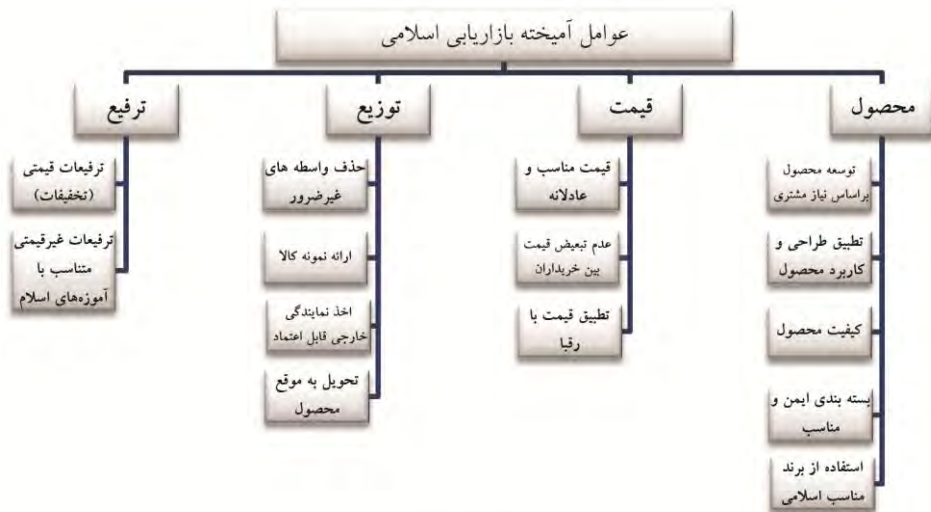 عوامل آمیخته بازاریابی اسلامی
محصول
توسعه محصول
براساس نیاز مشتری
تطبیق طراحی و
کاربرد محصول
کیفیت محصول
بسته بندی ایمن و
مناسب
استفاده از برند
مناسب اسلامی
قیمت
قیمت مناسب و
عادلانه
عدم تبعیض قیمت
بین خریداران
تطبیق قیمت با
رقبا
توزیع
حذف واسطه های
غیرضرور
ارائه نمونه کالا
اخذ نمایندگی
خارجی قابل اعتماد
تحویل به موقع
محصول
ترفیع
ترفیعات قیمتی
(تخفیفات)
ترفیعات غیرقیمتی
متناسب با
آموزه‌های اسلام